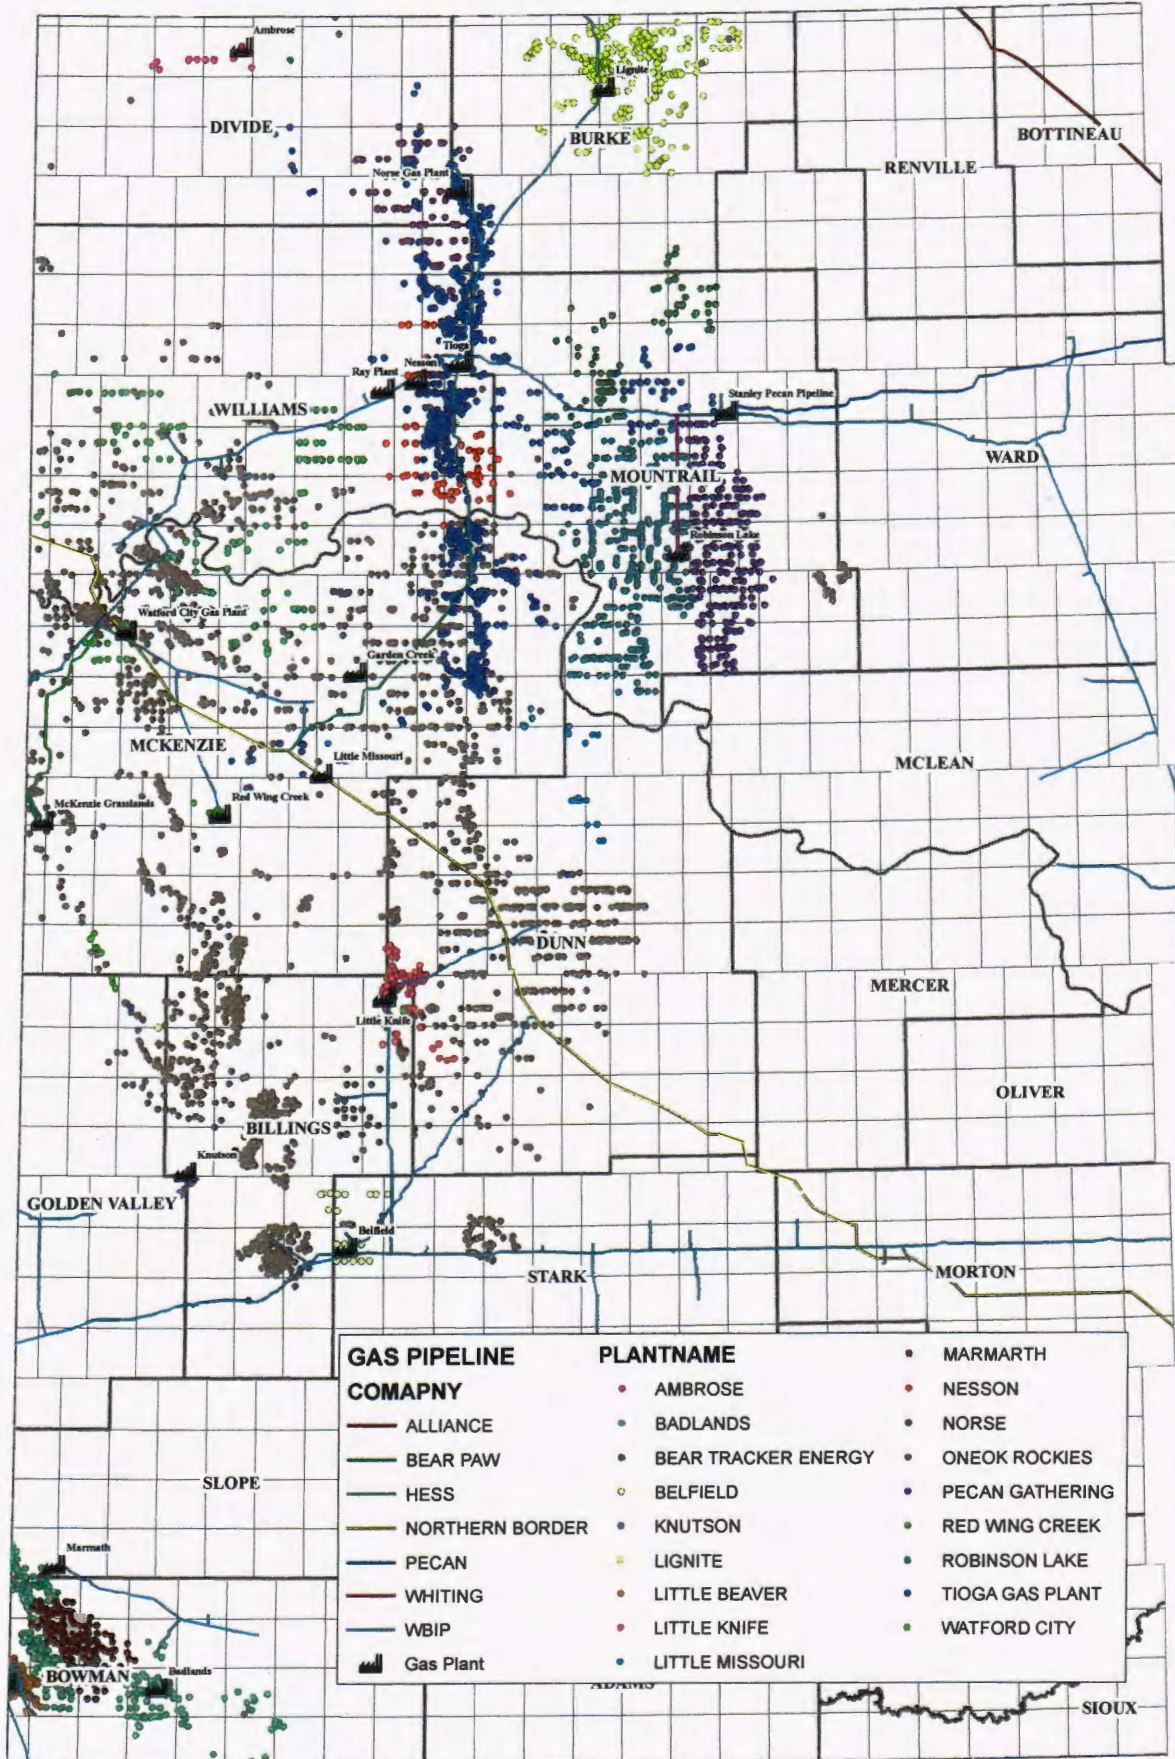 Ambrose
Lignite
DIVIDE
BURKE
BOTTINEAU
RENVILLE
Norse Gas Plant
Tioga
Nesson
Ray Plant
Stanley Pecan Pipeline
WILLIAMS
WARD
MOUNTRAIL
Robinson Lake
Watford City Gas Plant
Garden Creek
MCKENZIE
Little Missouri
MCLEAN
Red Wing Creek
McKenzie Grasslands
DUNN
MERCER
Little Knife
OLIVER
BILLINGS
Knutson
GOLDEN VALLEY
Belfield
STARK
MORTON
GAS PIPELINE
COMAPNY
ALLIANCE
BEAR PAW
HESS
NORTHERN BORDER
PECAN
WHITING
WBIP
Gas Plant
PLANTNAME
AMBROSE
BADLANDS
BEAR TRACKER ENERGY
BELFIELD
KNUTSON
LIGNITE
LITTLE BEAVER
LITTLE KNIFE
LITTLE MISSOURI
MARMARTH
NESSON
NORSE
ONEOK ROCKIES
PECAN GATHERING
RED WING CREEK
ROBINSON LAKE
TIOGA GAS PLANT
WATFORD CITY
SLOPE
Marmath
BOWMAN
Badlands
ADAMS
SIOUX